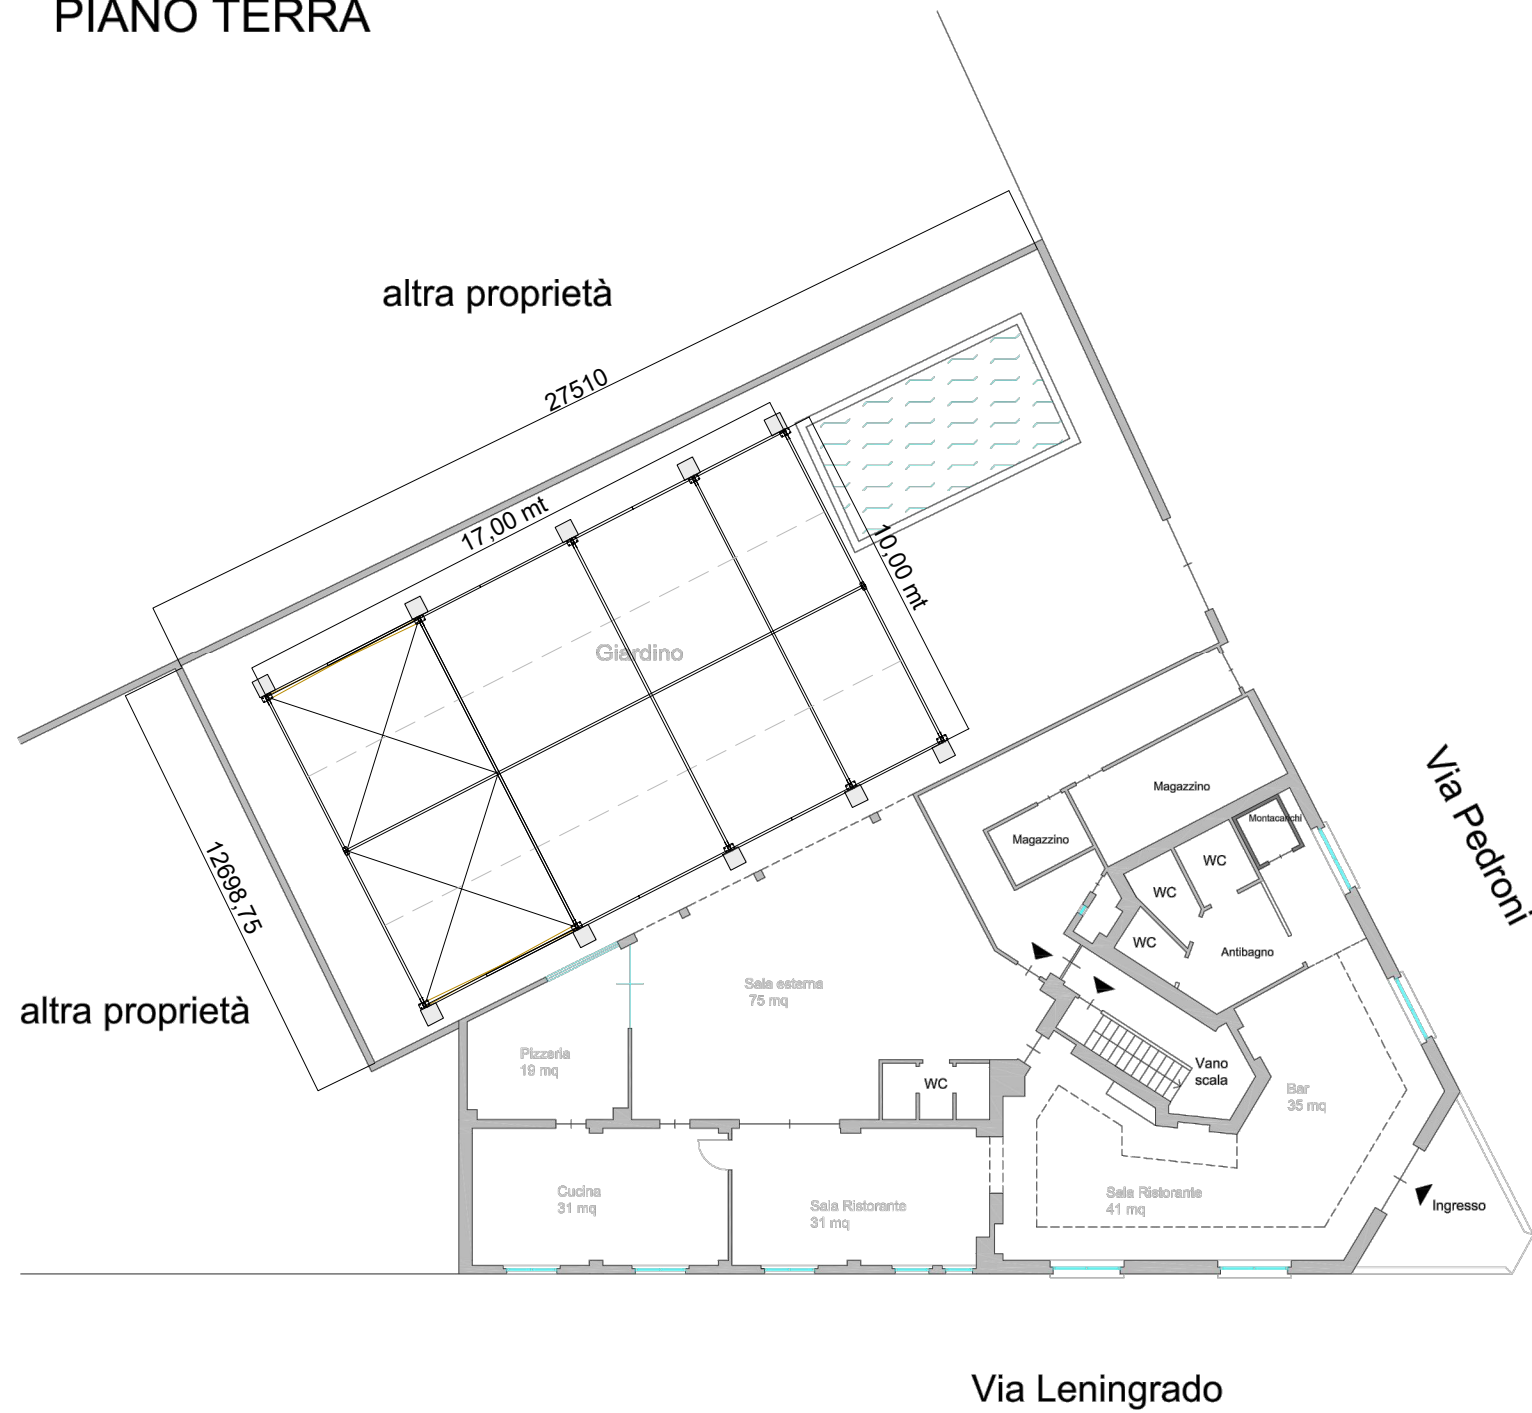 PIANO TERRA
altra proprietà
27510
17,00 mt
10,00 mt
Giardino
12698,75
altra proprietà
Via Pedroni
Magazzino
Montacarichi
Magazzino
WC
WC
WC
Antibagno
Sala esterna
75 mq
Pizzeria
19 mq
WC
Vano
scala
Bar
35 mq
Cucina
31 mq
Sala Ristorante
31 mq
Sala Ristorante
41 mq
Ingresso
Via Leningrado